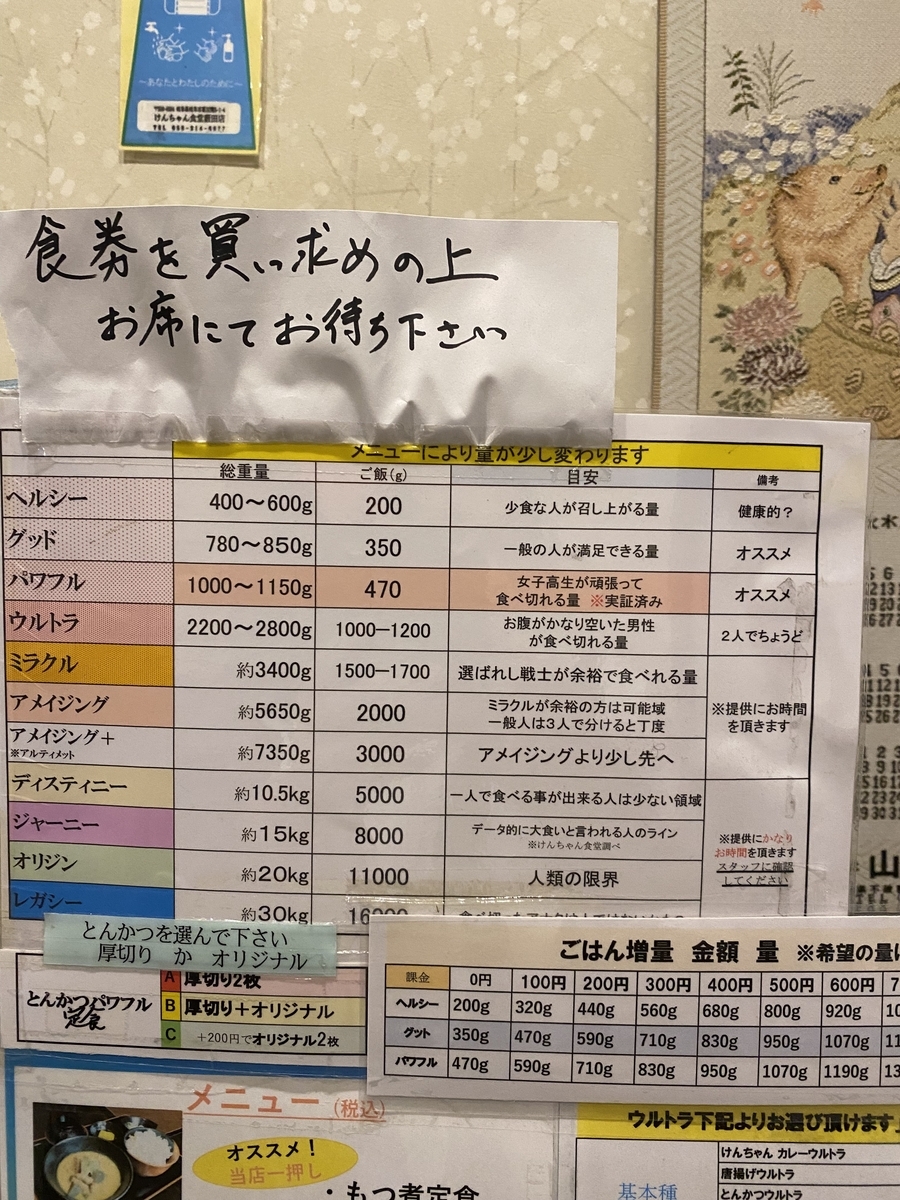 ～あなたとわたしのために～
けんちゃん食堂薮田店
食券を買い求めの上
お席にてお待ち下さい
メニューにより量が少し変わります
総重量 ご飯(g) 目安 備考
ヘルシー 400～600g 200 少食な人が召し上がる量 健康的？
グッド 780～850g 350 一般の人が満足できる量 オススメ
パワフル 1000～1150g 470 女子高生が頑張って
食べ切れる量 ※実証済み オススメ
ウルトラ 2200～2800g 1000―1200 お腹がかなり空いた男性
が食べ切れる量 2人でちょうど
ミラクル 約3400g 1500―1700 選ばれし戦士が余裕で食べれる量
アメイジング 約5650g 2000 ミラクルが余裕の方は可能域
一般人は3人で分けると丁度
※提供にお時間
を頂きます
アメイジング＋
※アルティメット 約7350g 3000 アメイジングより少し先へ
ディスティニー 約10.5kg 5000 一人で食べる事が出来る人は少ない領域
ジャーニー 約15kg 8000 データ的に大食いと言われる人のライン
※けんちゃん食堂調べ
※提供にかなり
お時間を頂きます
スタッフに確認
してください
オリジン 約20kg 11000 人類の限界
レガシー 約30kg 16000
とんかつを選んで下さい
厚切り か オリジナル
とんかつパワフル
定食
A 厚切り2枚
B 厚切り＋オリジナル
C ＋200円でオリジナル2枚
ごはん増量 金額 量 ※希望の量
課金 0円 100円 200円 300円 400円 500円 600円
ヘルシー 200g 320g 440g 560g 680g 800g 920g
グット 350g 470g 590g 710g 830g 950g 1070g
パワフル 470g 590g 710g 830g 950g 1070g 1190g
メニュー (税込)
オススメ！
当店一押し
・もつ煮定食
ウルトラ下記よりお選び頂けます
基本種
けんちゃん カレーウルトラ
唐揚げウルトラ
とんかつウルトラ